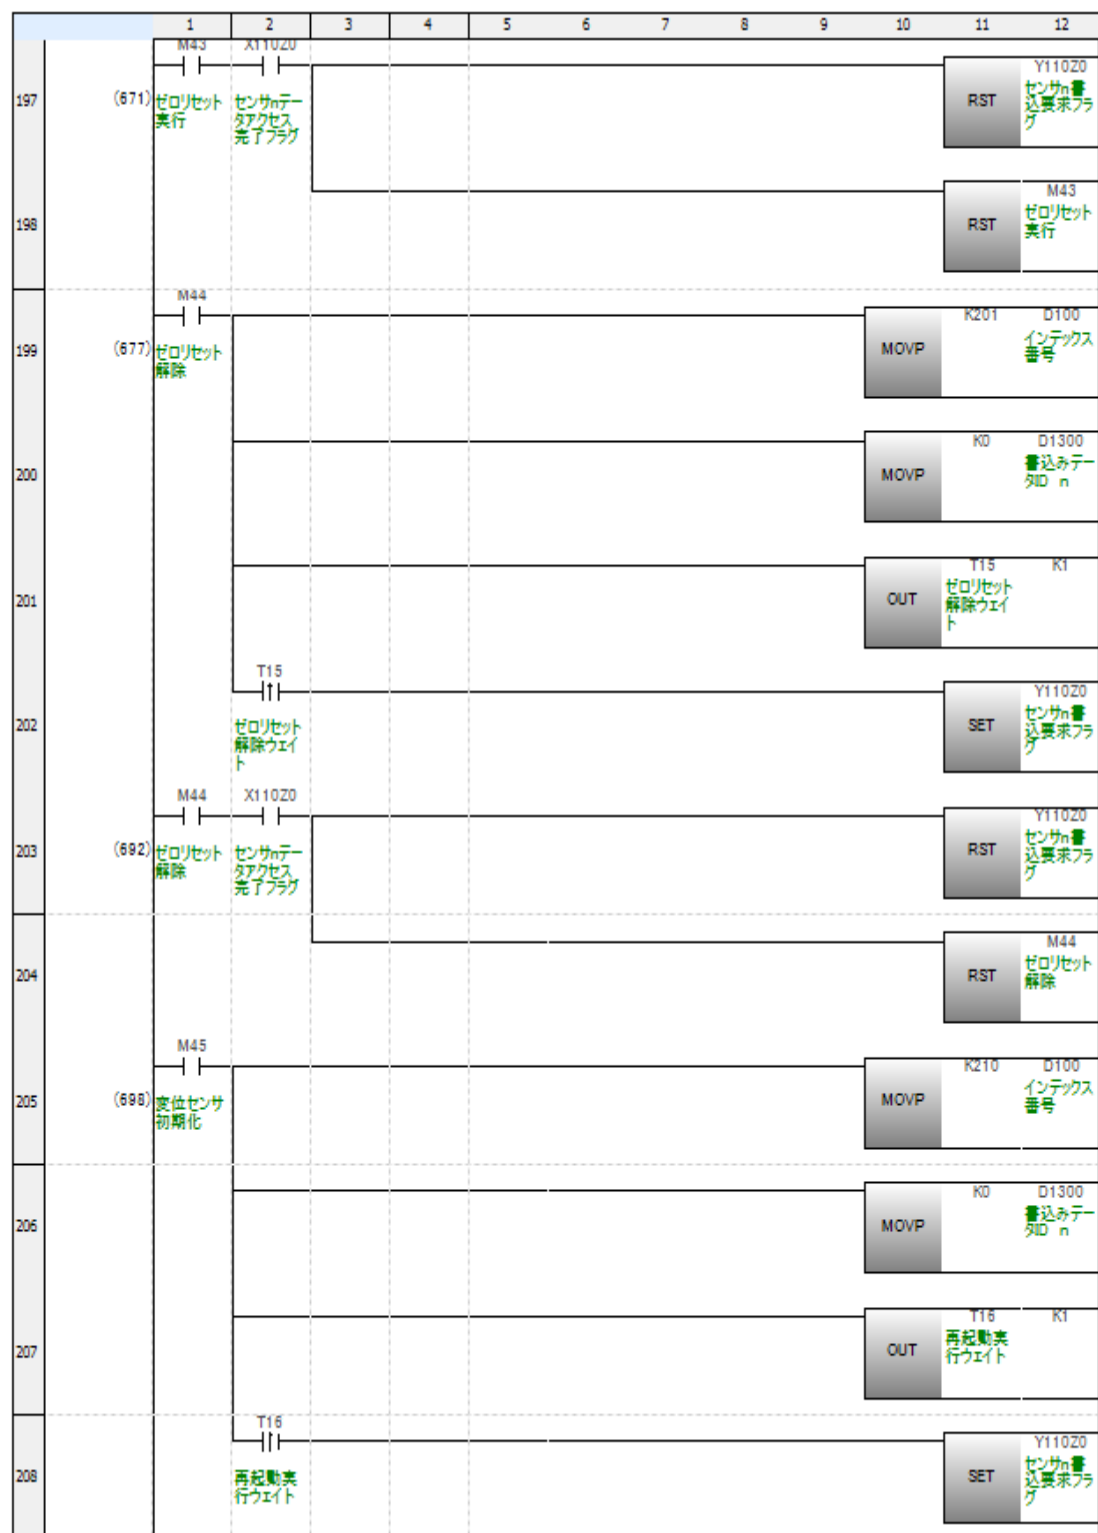 1 2 3 4 5 6 7 8 9 10 11 12
M43 X110Z0 Y110Z0
197 (671) ゼロリセット センサnデー RST センサn書
実行 タアクセス 込要求フラ
完了フラグ グ
M43
198 RST ゼロリセット
実行
M44 K201 D100
199 (677) ゼロリセット MOVP インデックス
解除 番号
K0 D1300
200 MOVP 書込みデー
タID n
T15 K1
201 OUT ゼロリセット
解除ウェイ
ト
T15 Y110Z0
202 ゼロリセット SET センサn書
解除ウェイ 込要求フラ
ト グ
M44 X110Z0 Y110Z0
203 (692) ゼロリセット センサnデー RST センサn書
解除 タアクセス 込要求フラ
完了フラグ グ
M44
204 RST ゼロリセット
解除
M45 K210 D100
205 (698) 変位センサ MOVP インデックス
初期化 番号
K0 D1300
206 MOVP 書込みデー
タID n
T16 K1
207 OUT 再起動実
行ウェイト
T16 Y110Z0
208 再起動実 SET センサn書
行ウェイト 込要求フラ
グ